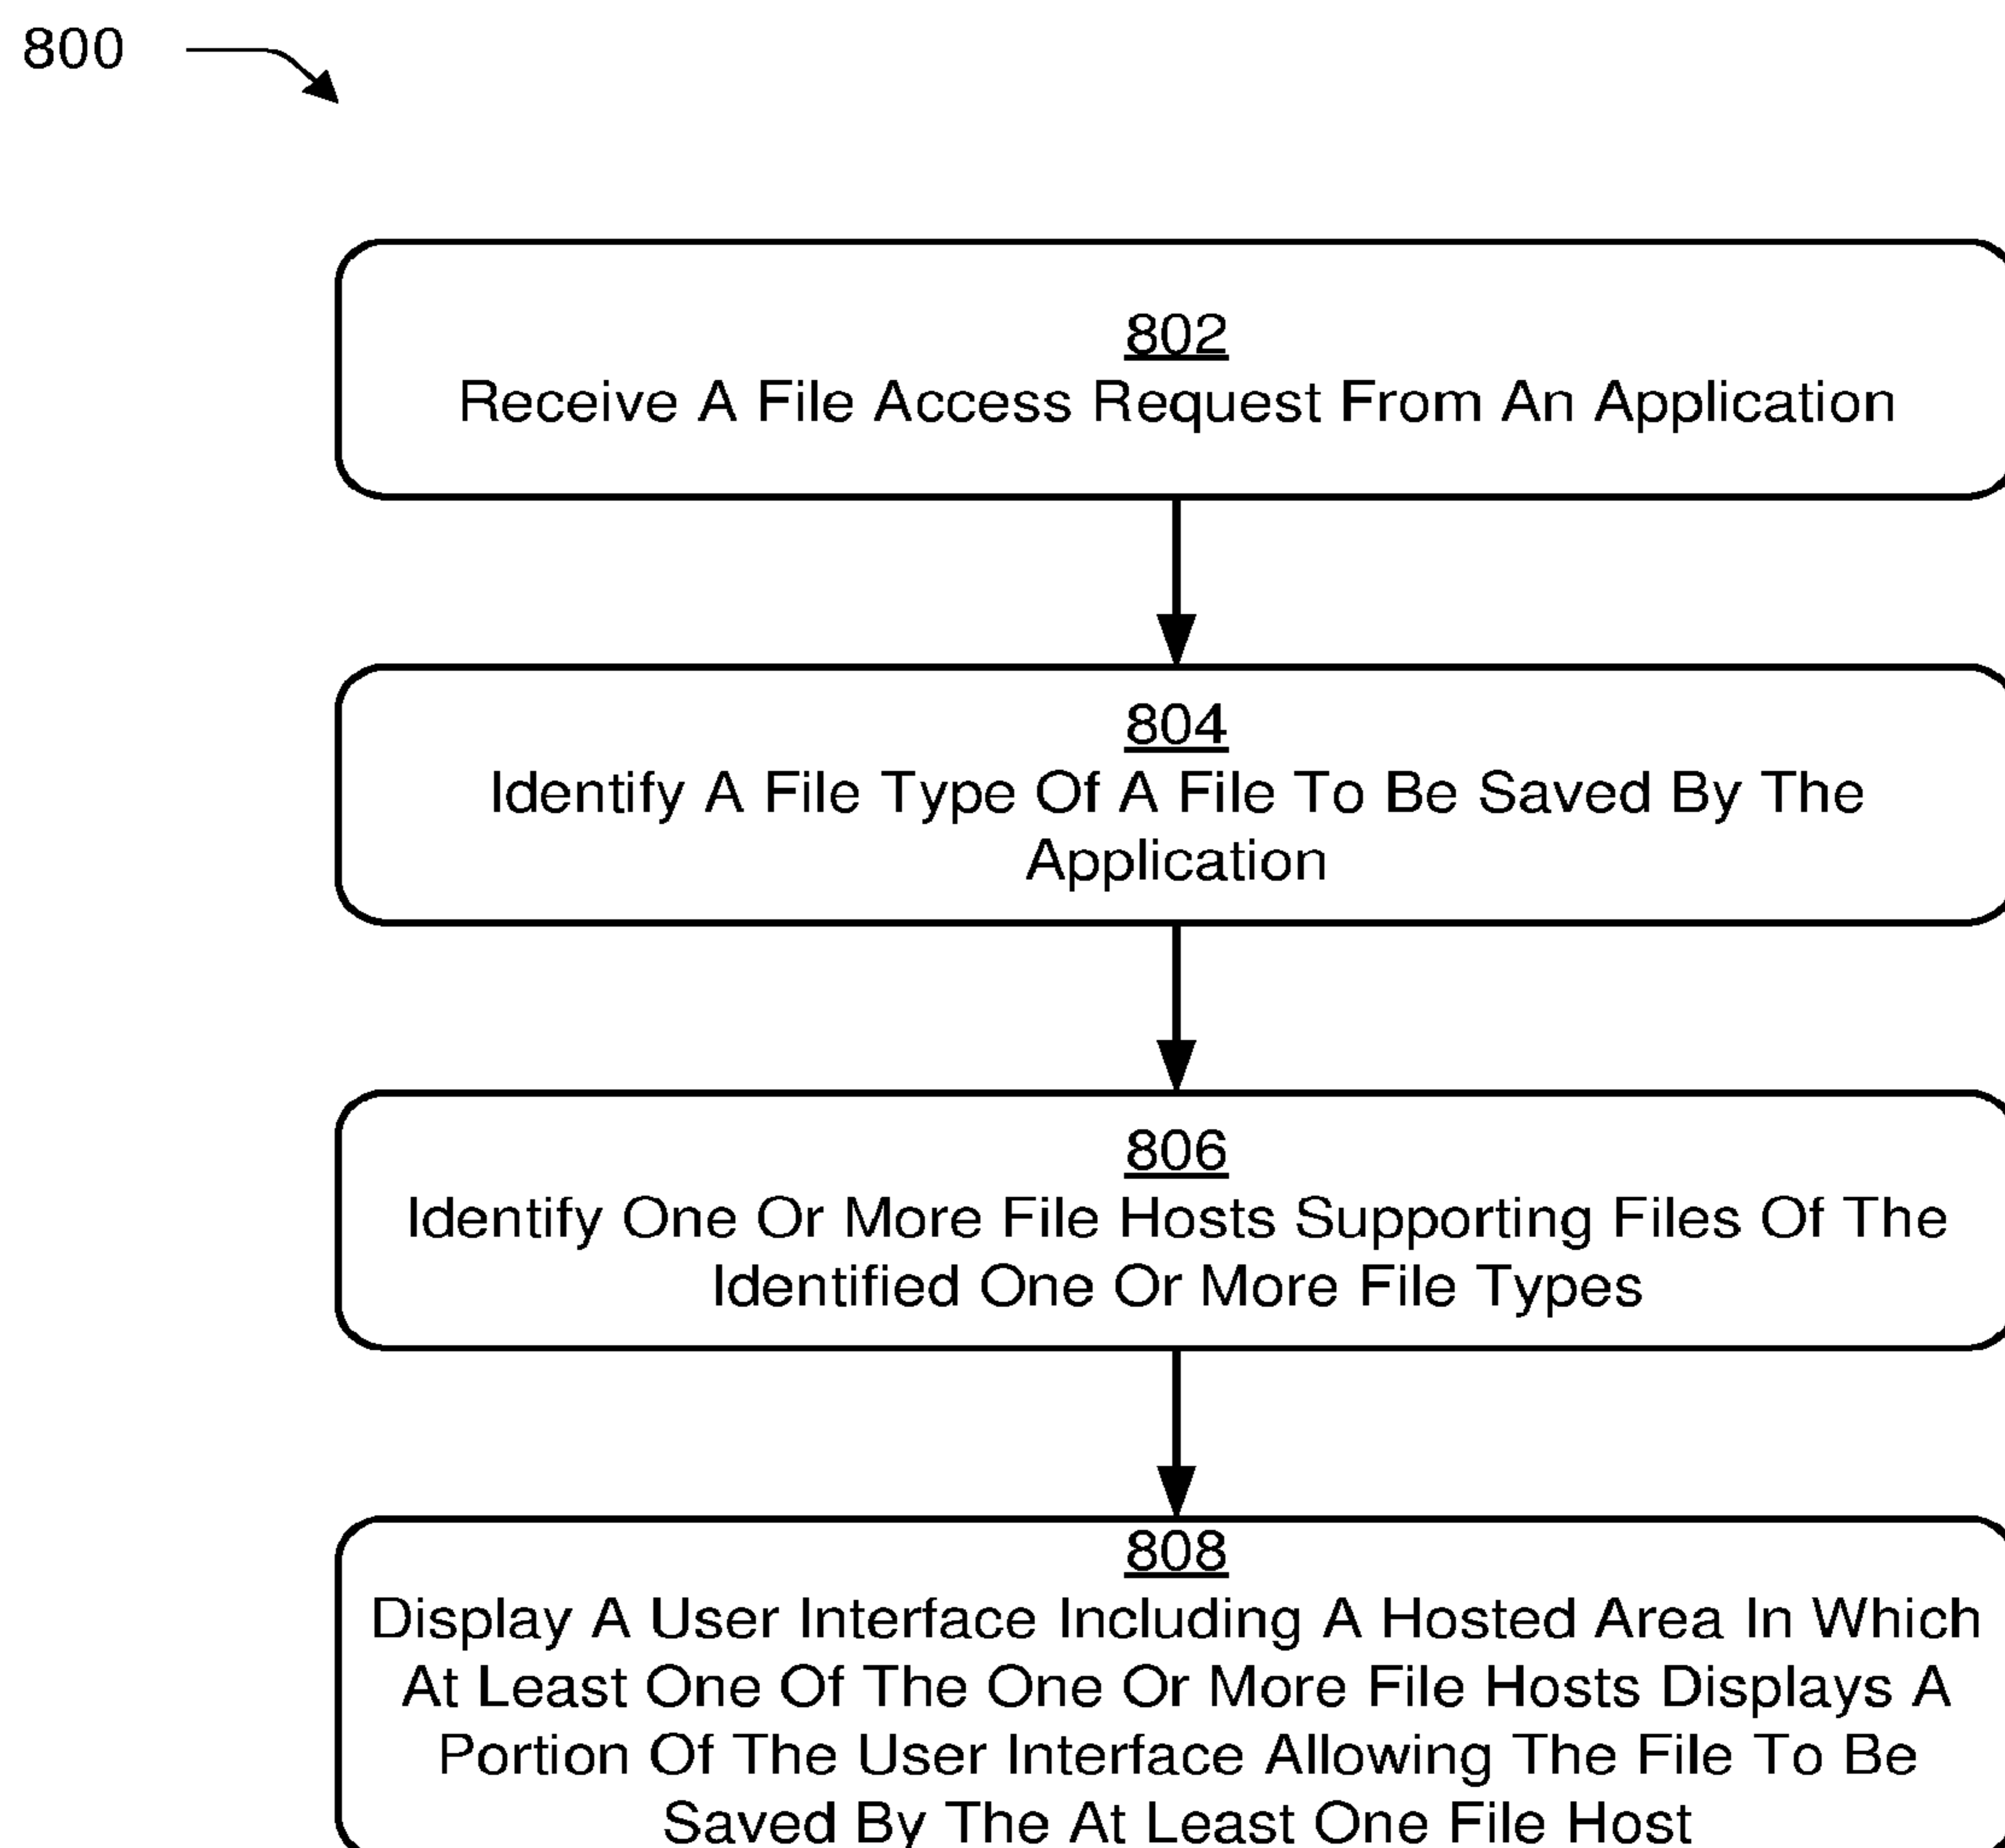 800
802
Receive A File Access Request From An Application
804
Identify A File Type Of A File To Be Saved By The
Application
806
Identify One Or More File Hosts Supporting Files Of The
Identified One Or More File Types
808
Display A User Interface Including A Hosted Area In Which
At Least One Of The One Or More File Hosts Displays A
Portion Of The User Interface Allowing The File To Be
Saved By The At Least One File Host